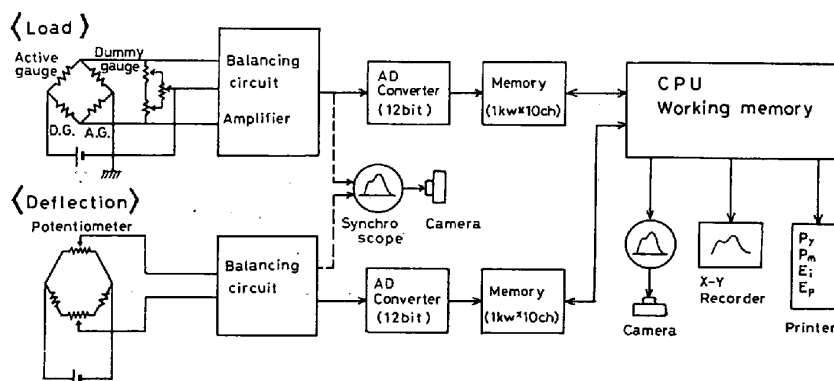 〈Load〉
Active
gauge
Dummy
gauge
D.G.
A.G.
Balancing
circuit
Amplifier
AD
Converter
(12bit)
Memory
(1kw*10ch)
CPU
Working memory
Synchro
scope
Camera
〈Deflection〉
Potentiometer
Balancing
circuit
AD
Converter
(12bit)
Memory
(1kw*10ch)
Camera
X-Y
Recorder
Py
Pm
Ei
Ep
Printer